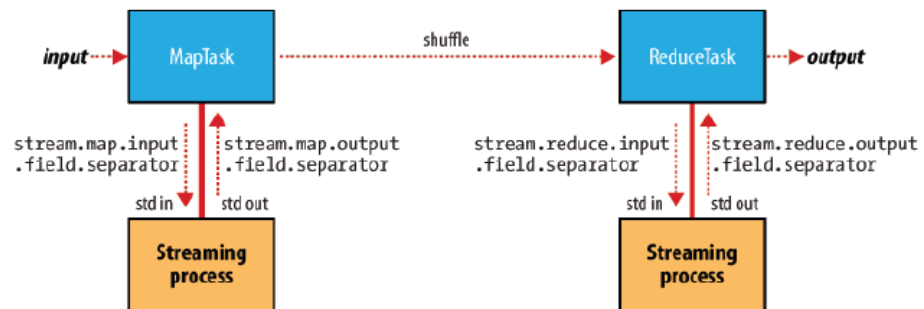 input
MapTask
shuffle
ReduceTask
output
stream.map.input
.field.separator
stream.map.output
.field.separator
stream.reduce.input
.field.separator
stream.reduce.output
.field.separator
std in
std out
std in
std out
Streaming
process
Streaming
process